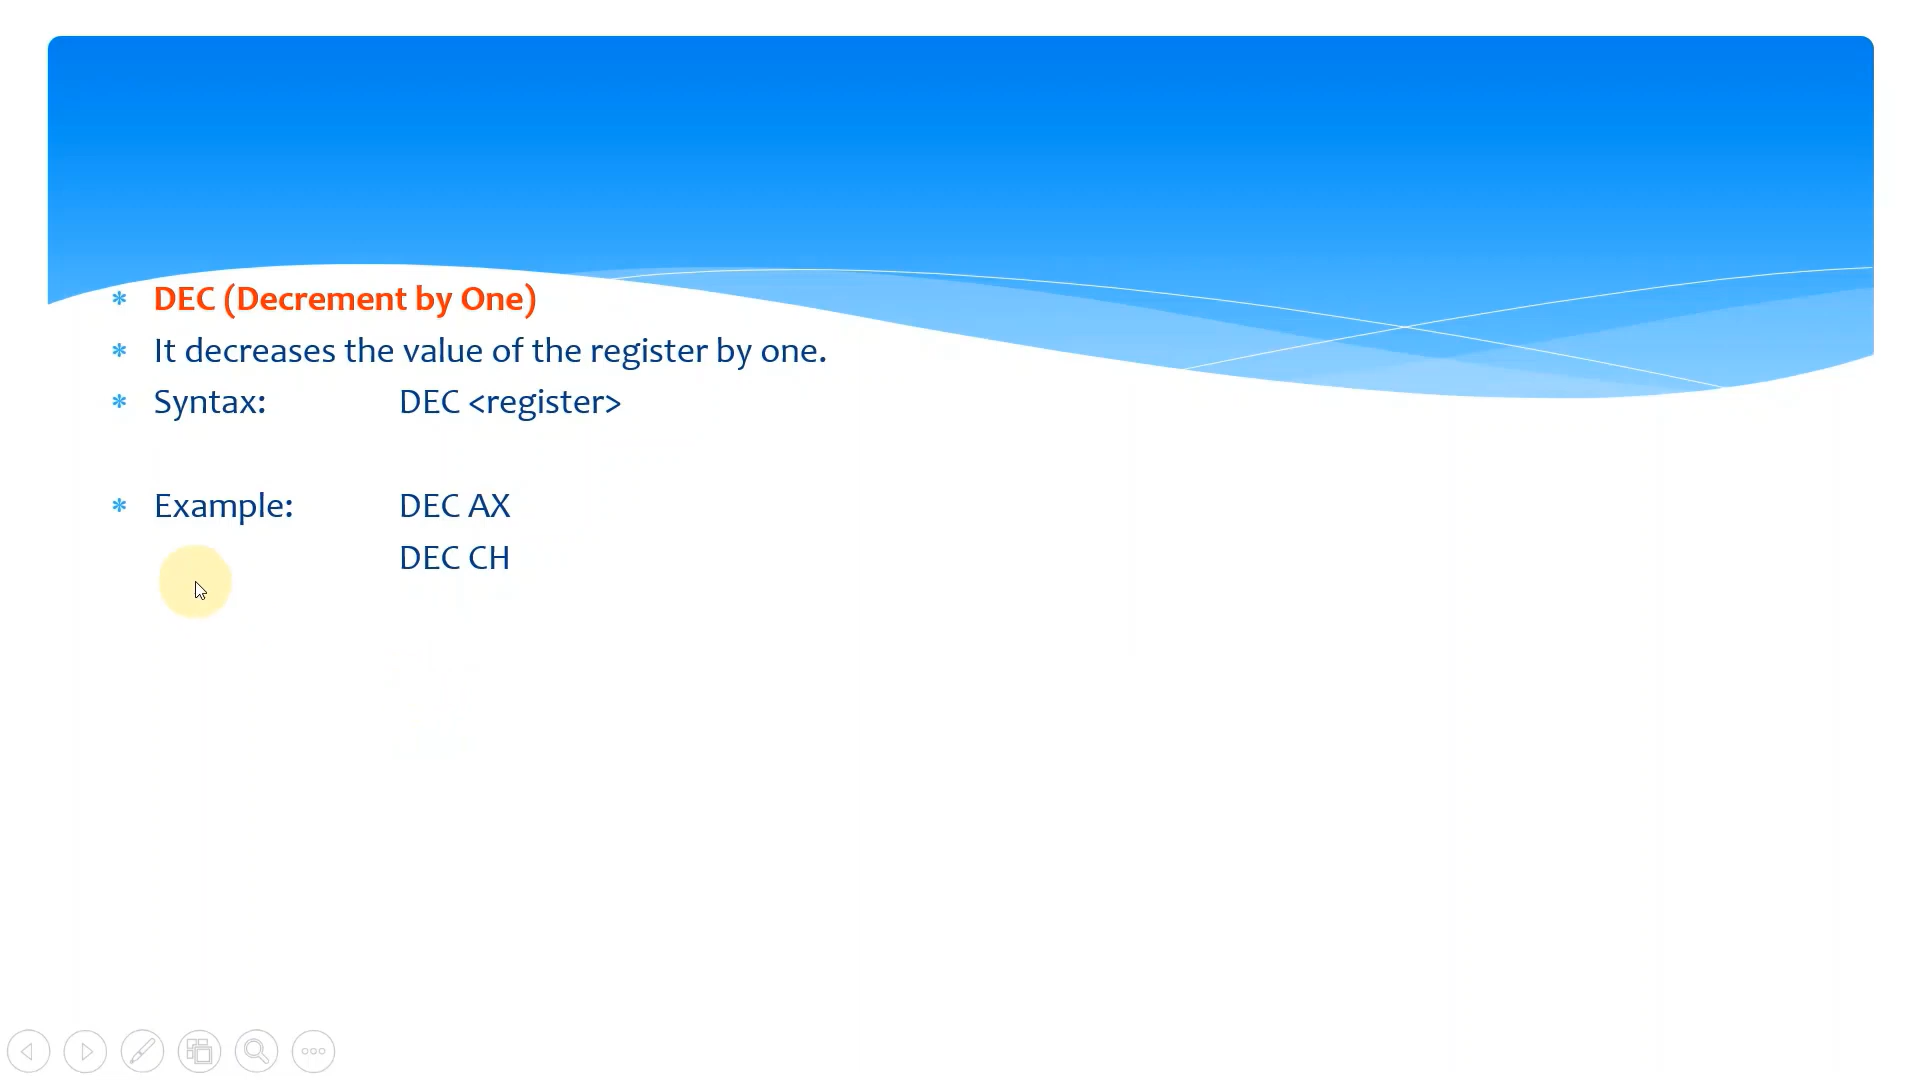 * DEC (Decrement by One)
* It decreases the value of the register by one.
* Syntax: DEC <register>
* Example: DEC AX
DEC CH